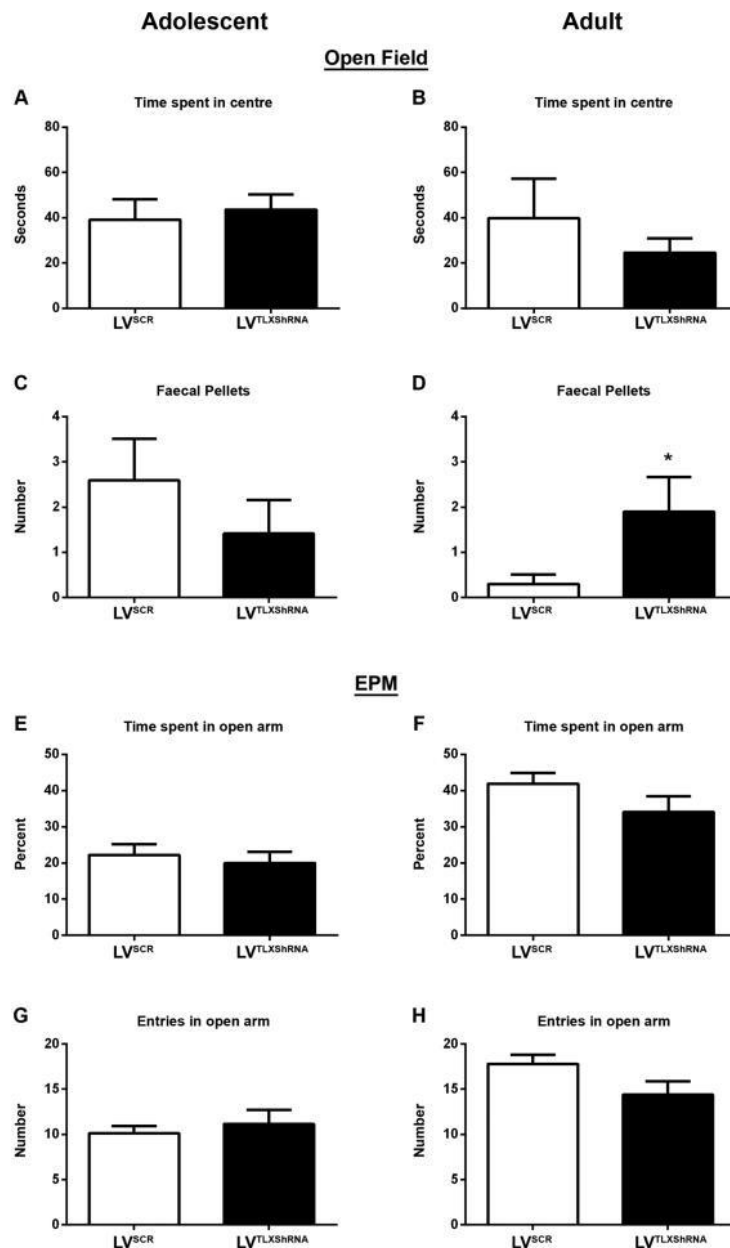 Adolescent Adult
Open Field
A B
Time spent in centre Time spent in centre
80 80
60 60
40 40
20 20
0 0
Seconds Seconds
LVSCR LVTLXShRNA LVSCR LVTLXShRNA
C D
Faecal Pellets Faecal Pellets
4 4
3 3
2 2
1 1
0 0
Number Number
*
LVSCR LVTLXShRNA LVSCR LVTLXShRNA
EPM
E F
Time spent in open arm Time spent in open arm
50 50
40 40
30 30
20 20
10 10
0 0
Percent Percent
LVSCR LVTLXShRNA LVSCR LVTLXShRNA
G H
Entries in open arm Entries in open arm
20 20
15 15
10 10
5 5
0 0
Number Number
LVSCR LVTLXShRNA LVSCR LVTLXShRNA